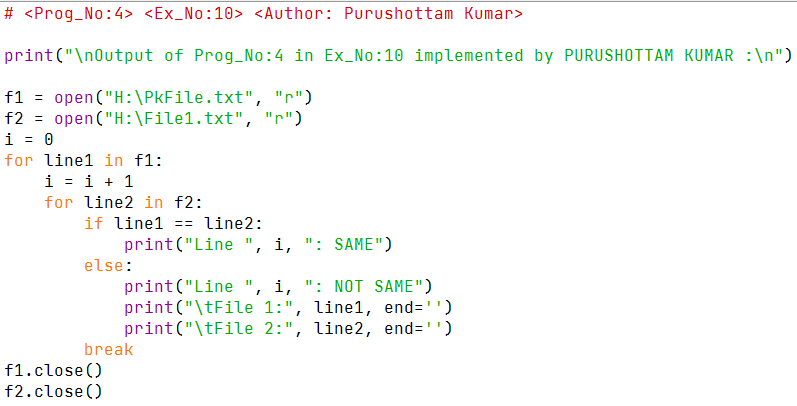 # <Prog_No:4> <Ex_No:10> <Author: Purushottam Kumar>

print("\nOutput of Prog_No:4 in Ex_No:10 implemented by PURUSHOTTAM KUMAR :\n")

f1 = open("H:\PkFile.txt", "r")
f2 = open("H:\File1.txt", "r")
i = 0
for line1 in f1:
    i = i + 1
    for line2 in f2:
        if line1 == line2:
            print("Line ", i, ": SAME")
        else:
            print("Line ", i, ": NOT SAME")
            print("\tFile 1:", line1, end='')
            print("\tFile 2:", line2, end='')
        break
f1.close()
f2.close()